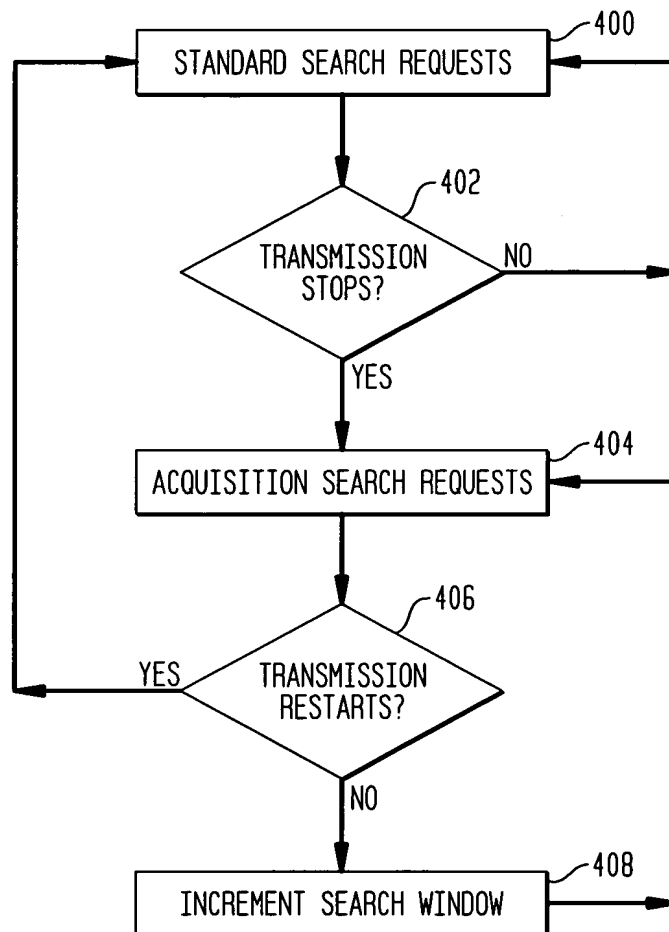 400
STANDARD SEARCH REQUESTS
402
TRANSMISSION
STOPS?
NO
YES
404
ACQUISITION SEARCH REQUESTS
406
YES
TRANSMISSION
RESTARTS?
NO
408
INCREMENT SEARCH WINDOW